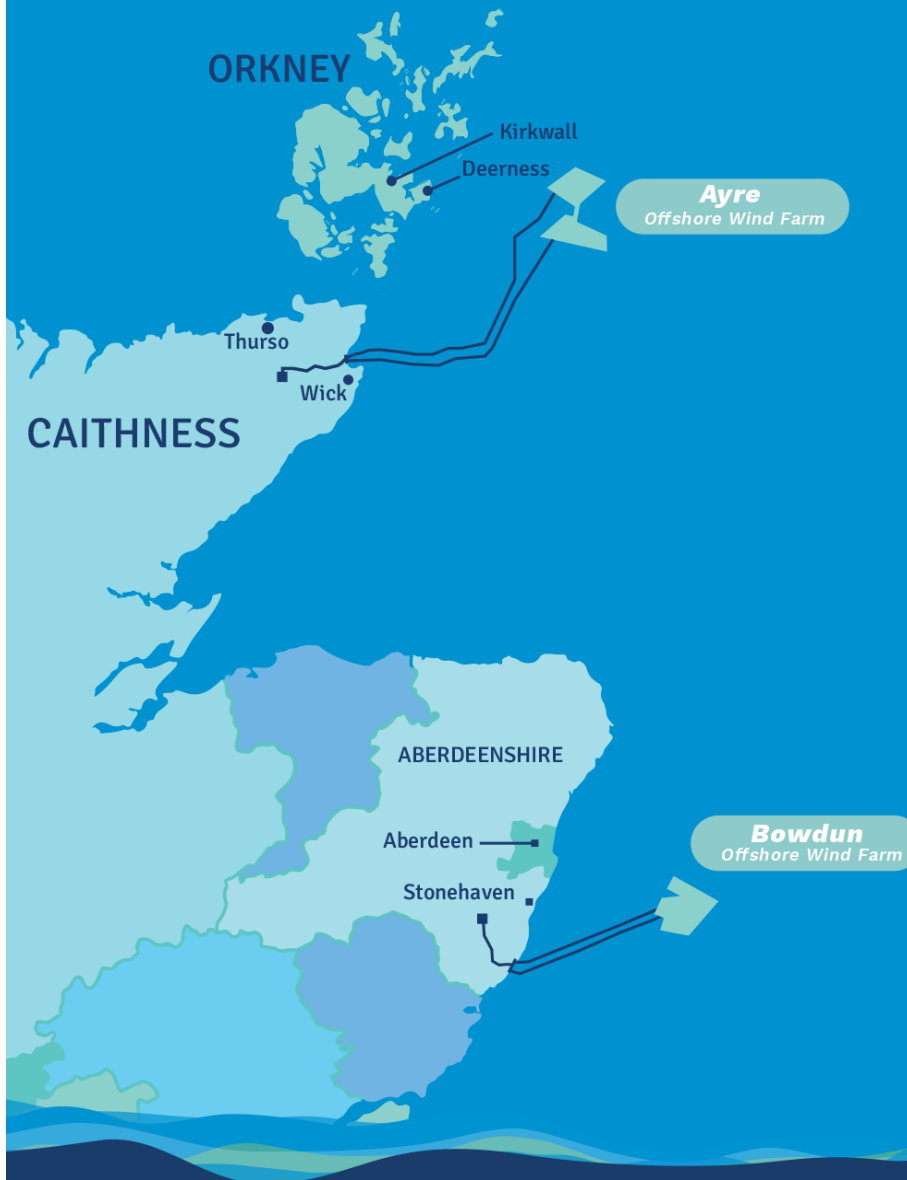 ORKNEY
Kirkwall
Deerness
Ayre
Offshore Wind Farm
Thurso
Wick
CAITHNESS
ABERDEENSHIRE
Bowdun
Offshore Wind Farm
Aberdeen
Stonehaven